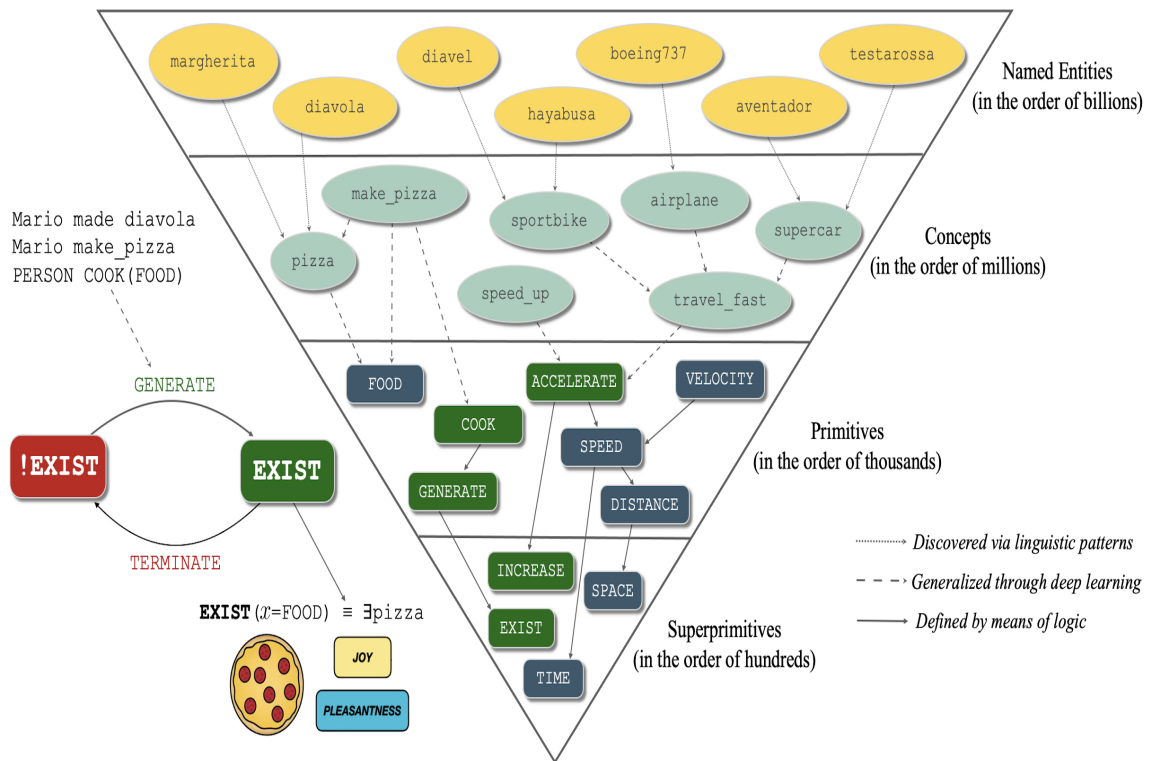 margherita
diavola
diavel
hayabusa
boeing737
aventador
testarossa
Named Entities
(in the order of billions)
make_pizza
pizza
sportbike
airplane
supercar
speed_up
travel_fast
Concepts
(in the order of millions)
Mario made diavola
Mario make_pizza
PERSON COOK(FOOD)
GENERATE
!EXIST
EXIST
TERMINATE
EXIST(x=FOOD) ≡ ∃pizza
JOY
PLEASANTNESS
FOOD
ACCELERATE
VELOCITY
COOK
SPEED
GENERATE
DISTANCE
Primitives
(in the order of thousands)
INCREASE
SPACE
EXIST
TIME
Superprimitives
(in the order of hundreds)
Discovered via linguistic patterns
Generalized through deep learning
Defined by means of logic